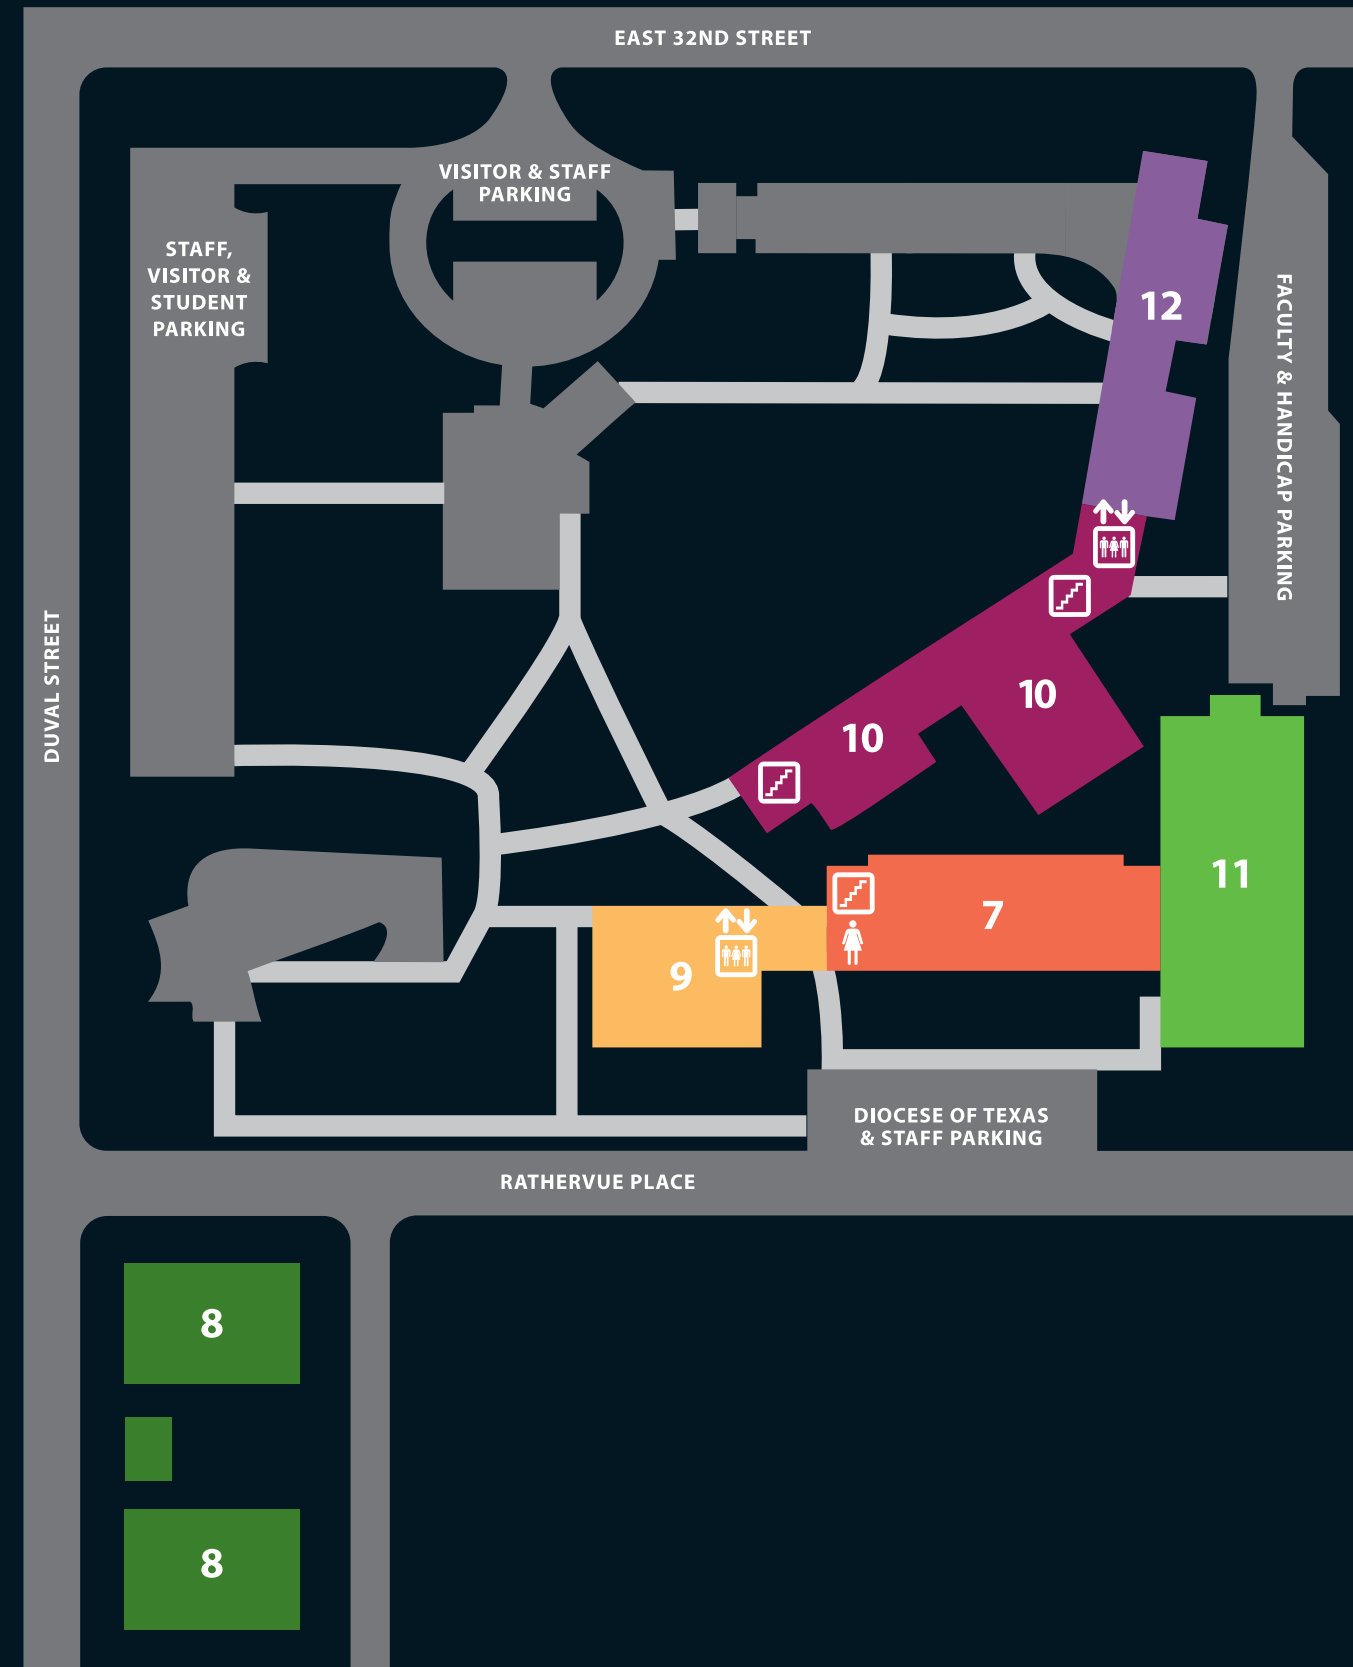 EAST 32ND STREET
VISITOR & STAFF
PARKING
STAFF,
VISITOR &
STUDENT
PARKING
12
FACULTY & HANDICAP PARKING
DUVAL STREET
10
10
11
7
9
DIOCESE OF TEXAS
& STAFF PARKING
RATHERVUE PLACE
8
8